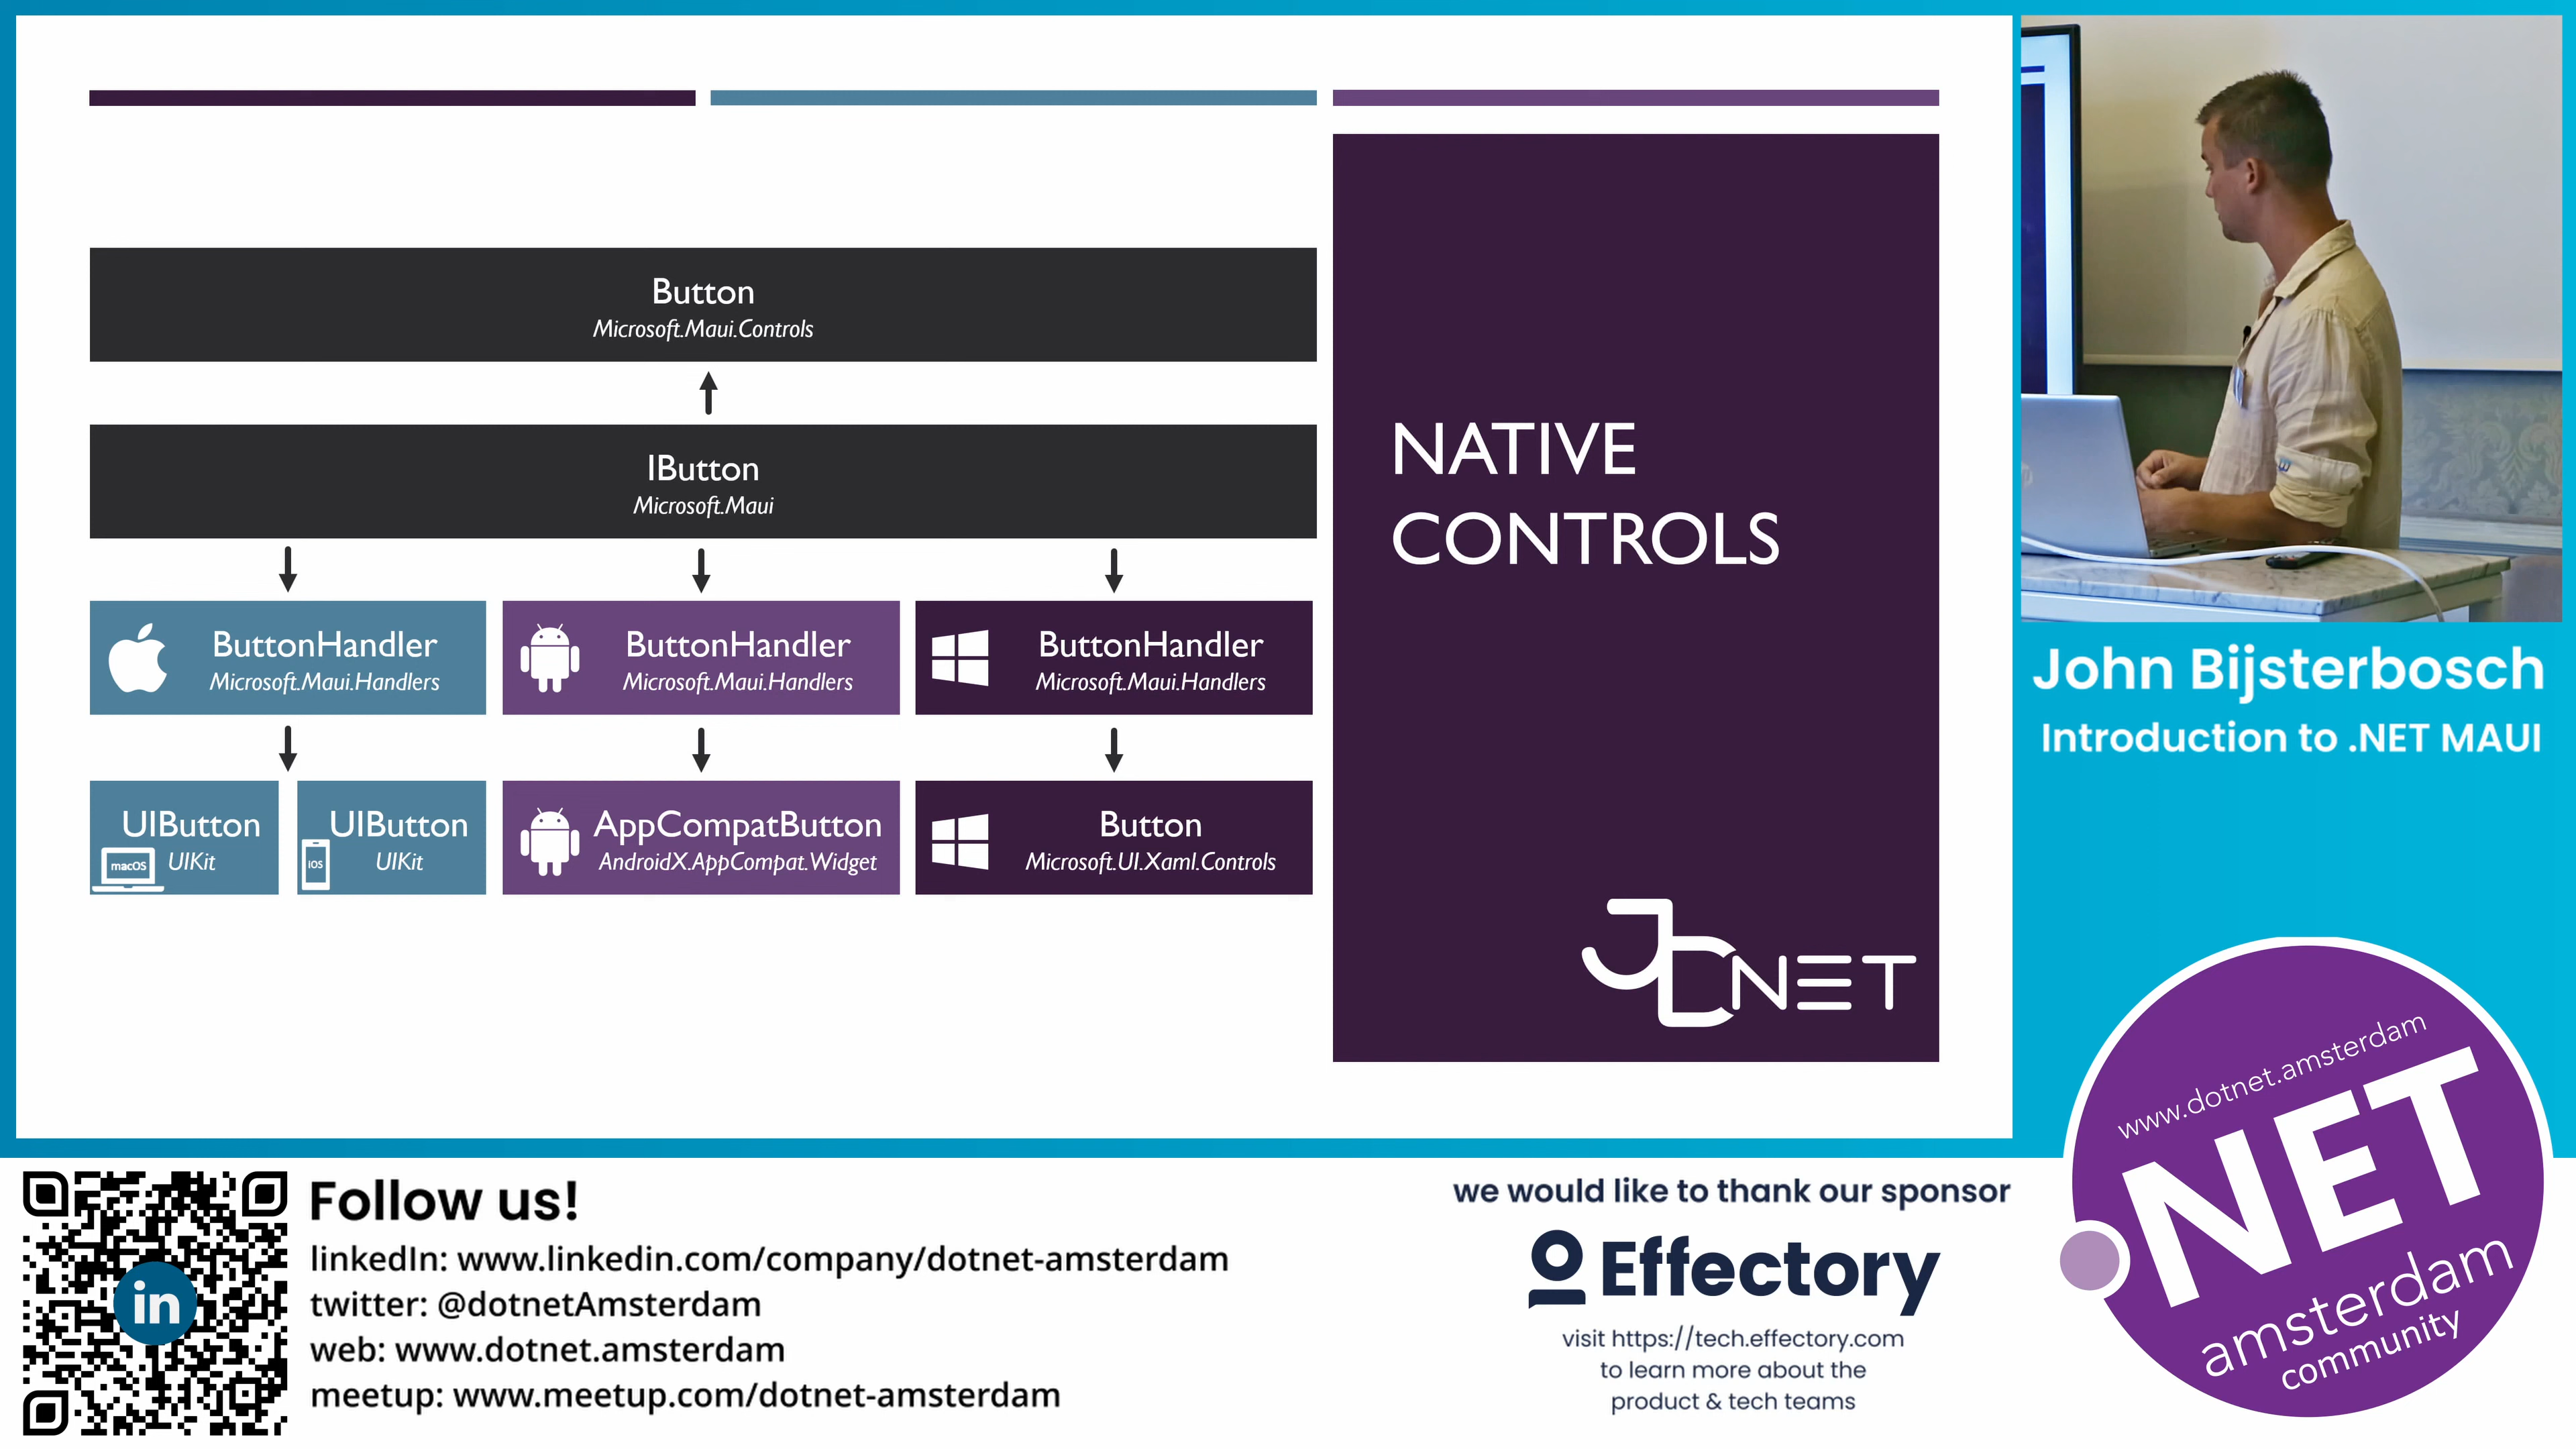 Button
Microsoft.Maui.Controls
IButton
Microsoft.Maui
ButtonHandler
Microsoft.Maui.Handlers
ButtonHandler
Microsoft.Maui.Handlers
ButtonHandler
Microsoft.Maui.Handlers
UIButton
macOS
UIKit
UIButton
iOS
UIKit
AppCompatButton
AndroidX.AppCompat.Widget
Button
Microsoft.UI.Xaml.Controls
NATIVE
CONTROLS
NET
John Bijsterbosch
Introduction to .NET MAUI
Follow us!
linkedIn: www.linkedin.com/company/dotnet-amsterdam
twitter: @dotnetAmsterdam
web: www.dotnet.amsterdam
meetup: www.meetup.com/dotnet-amsterdam
in
we would like to thank our sponsor
Effectory
visit https://tech.effectory.com
to learn more about the
product & tech teams
www.dotnet.amsterdam
.NET
amsterdam
community